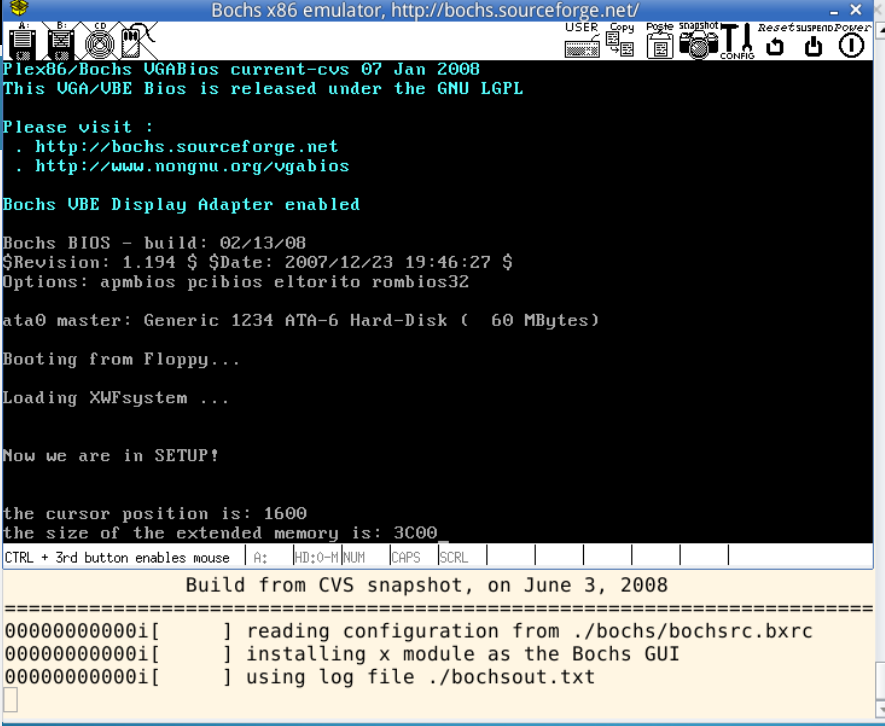 Bochs x86 emulator, http://bochs.sourceforge.net/
A: B: CD USER Copy Paste snapshot CONFIG Reset SUSPEND Power
Plex86/Bochs VGABios current-cvs 07 Jan 2008
This VGA/VBE Bios is released under the GNU LGPL
Please visit :
. http://bochs.sourceforge.net
. http://www.nongnu.org/vgabios
Bochs VBE Display Adapter enabled
Bochs BIOS - build: 02/13/08
$Revision: 1.194 $ $Date: 2007/12/23 19:46:27 $
Options: apmbios pcibios eltorito rombios32
ata0 master: Generic 1234 ATA-6 Hard-Disk (  60 MBytes)
Booting from Floppy...
Loading XWFsystem ...
Now we are in SETUP!
the cursor position is: 1600
the size of the extended memory is: 3C00_
CTRL + 3rd button enables mouse A: HD:0-M NUM CAPS SCRL
Build from CVS snapshot, on June 3, 2008
========================================================================
00000000000i[     ] reading configuration from ./bochs/bochsrc.bxrc
00000000000i[     ] installing x module as the Bochs GUI
00000000000i[     ] using log file ./bochsout.txt